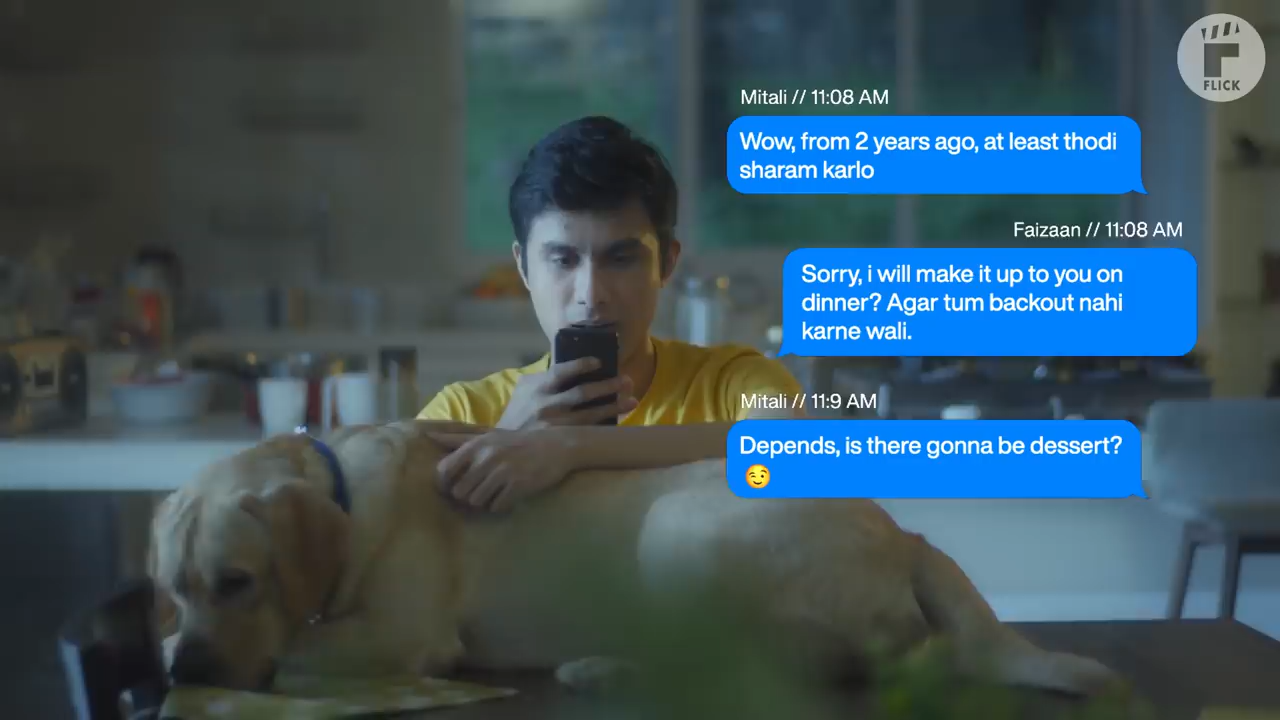 FLICK
Mitali // 11:08 AM
Wow, from 2 years ago, at least thodi
sharam karlo
Faizaan // 11:08 AM
Sorry, i will make it up to you on
dinner? Agar tum backout nahi
karne wali.
Mitali // 11:9 AM
Depends, is there gonna be dessert?
😉